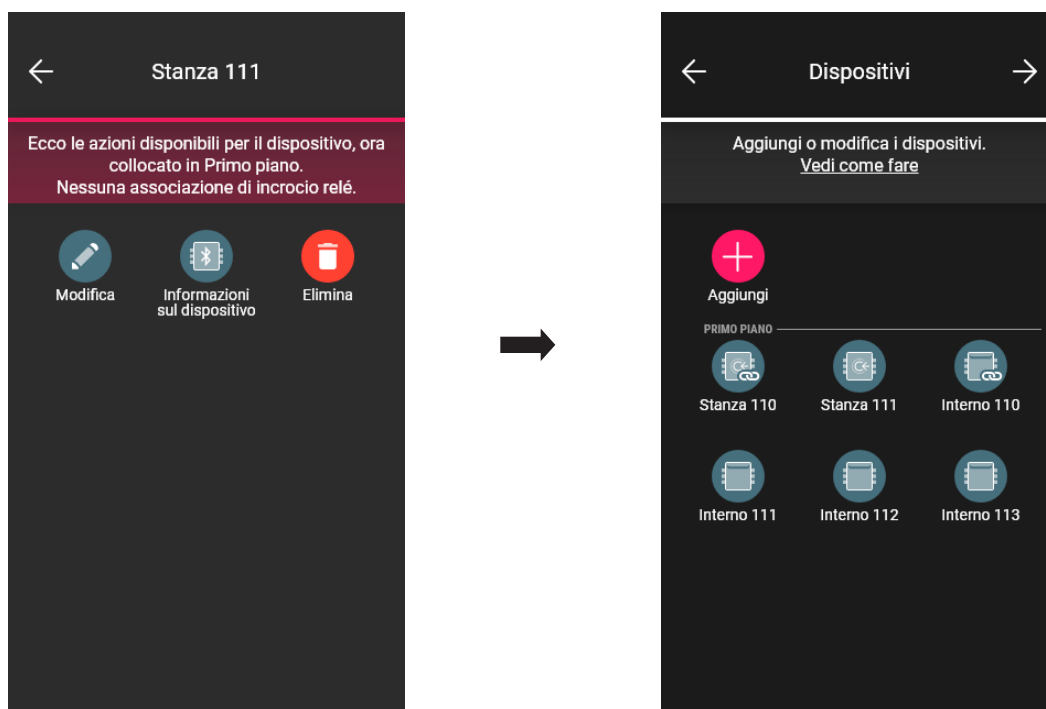 Stanza 111
Ecco le azioni disponibili per il dispositivo, ora
collocato in Primo piano.
Nessuna associazione di incrocio relé.
Modifica
Informazioni
sul dispositivo
Elimina
Dispositivi
Aggiungi o modifica i dispositivi.
Vedi come fare
Aggiungi
PRIMO PIANO
Stanza 110
Stanza 111
Interno 110
Interno 111
Interno 112
Interno 113